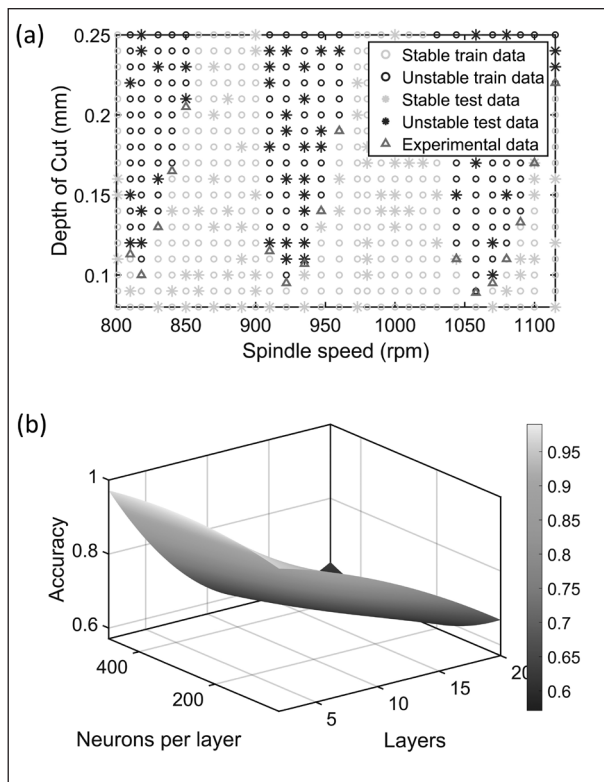 (a)
0.25
0.2
0.15
0.1
Depth of Cut (mm)
Stable train data
Unstable train data
Stable test data
Unstable test data
Experimental data
800 850 900 950 1000 1050 1100
Spindle speed (rpm)
(b)
1
0.8
0.6
Accuracy
400
200
Neurons per layer
5
10
15
20
Layers
0.95
0.9
0.85
0.8
0.75
0.7
0.65
0.6